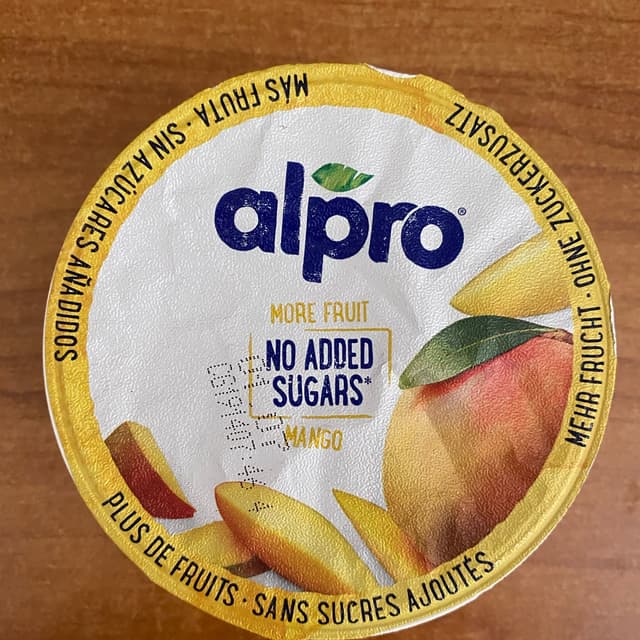 alpro®
MORE FRUIT
NO ADDED
SUGARS*
MANGO
MÁS FRUTA · SIN AZÚCARES AÑADIDOS
MEHR FRUCHT · OHNE ZUCKERZUSATZ
PLUS DE FRUITS · SANS SUCRES AJOUTÉS